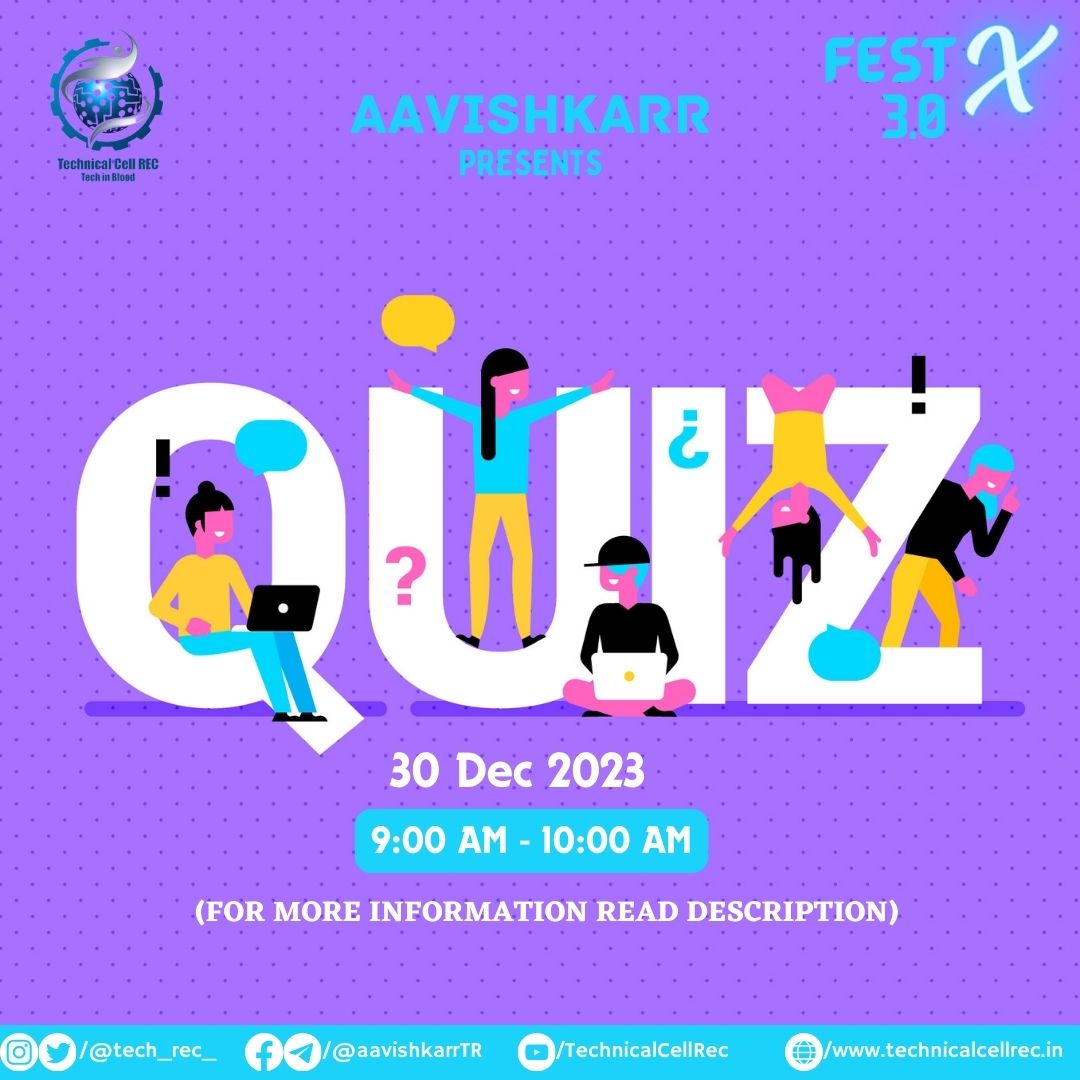 Technical Cell REC
Tech in Blood
AAVISHKARR
PRESENTS
FEST X
3.0
!
?
¿
!
QUIZ
30 Dec 2023
9:00 AM - 10:00 AM
(FOR MORE INFORMATION READ DESCRIPTION)
/@tech_rec_ /@aavishkarrTR /TechnicalCellRec /www.technicalcellrec.in